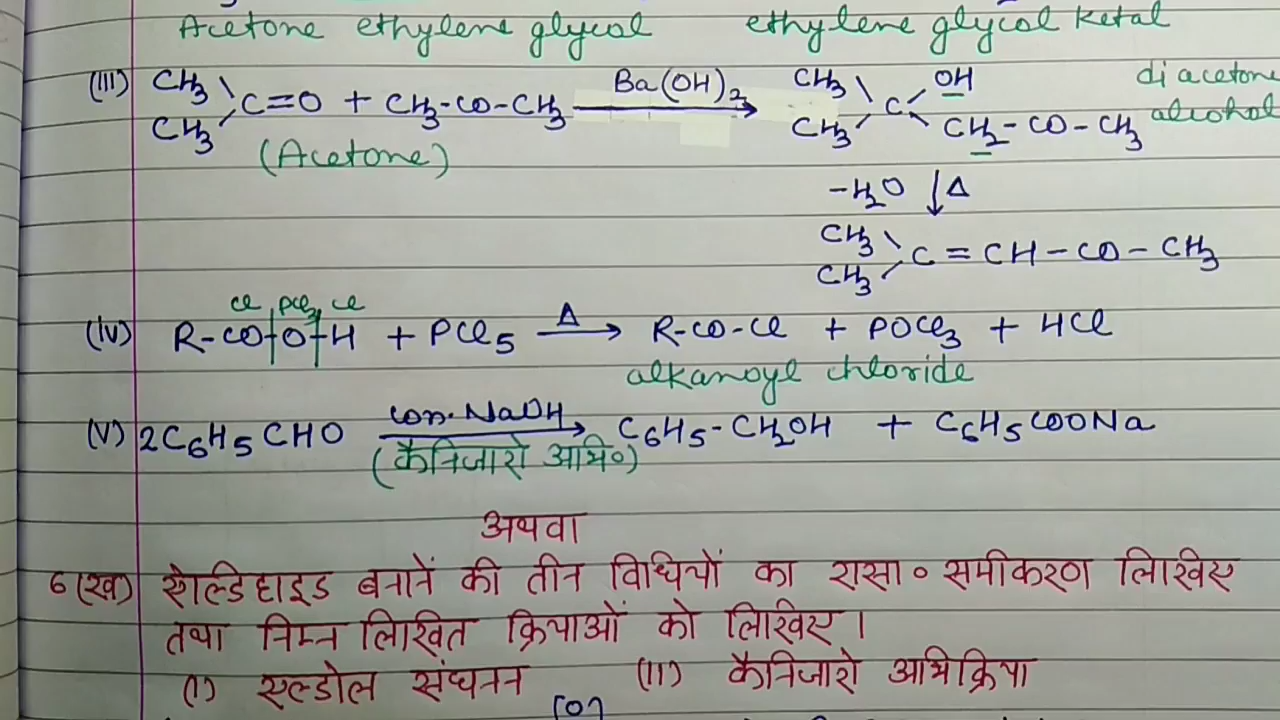 Acetone ethylene glycol ethylene glycol Ketal
(III) CH3 CH3 C=O + CH3-CO-CH3 Ba(OH)2 → CH3 CH3 C OH CH2-CO-CH3 diacetone alcohol
(Acetone)
-H2O ↓ Δ
CH3 CH3 C = CH - CO - CH3
Cl PCl3 Cl
(IV) R-CO+O+H + PCl5 Δ → R-CO-Cl + POCl3 + HCl
alkanoyl chloride
(V) 2C6H5CHO con. NaOH → C6H5-CH2OH + C6H5COONa
(कैनिजारो अभि०)
अथवा
6(ख) ऐल्डिहाइड बनानें की तीन विधियों का रासा० समीकरण लिखिए
तथा निम्न लिखित क्रियाओं को लिखिए।
(I) एल्डोल संघनन (II) कैनिजारो अभिक्रिया